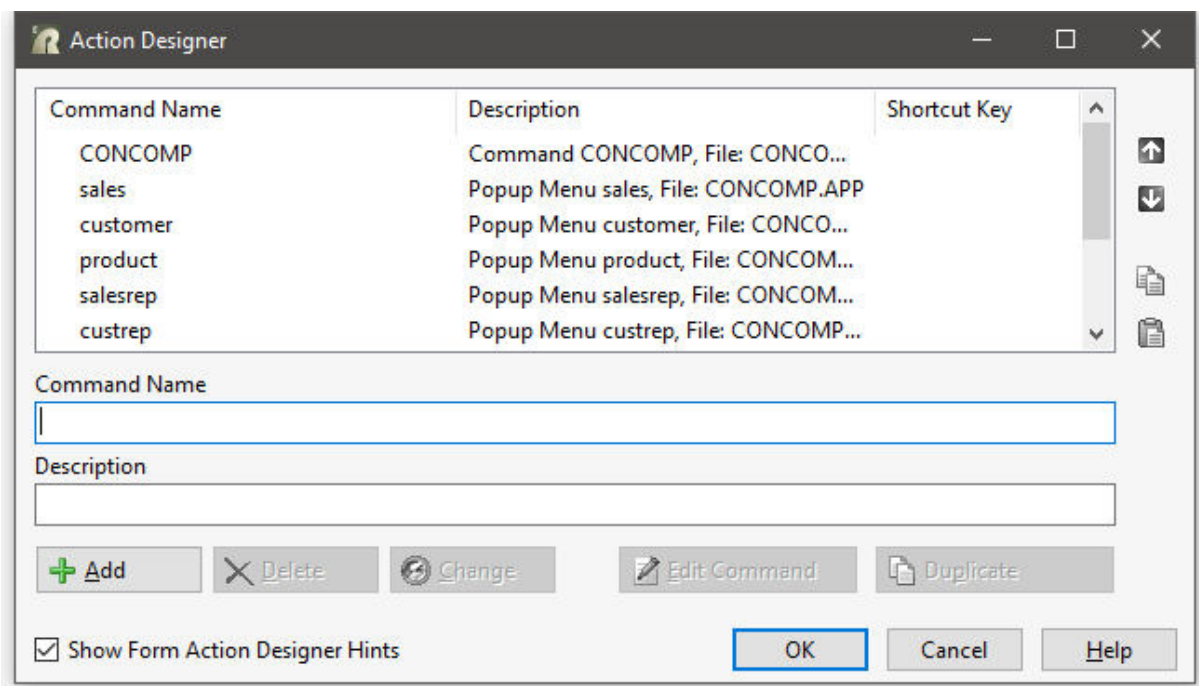 Action Designer
Command Name Description Shortcut Key
CONCOMP Command CONCOMP, File: CONCO...
sales Popup Menu sales, File: CONCOMP.APP
customer Popup Menu customer, File: CONCO...
product Popup Menu product, File: CONCOM...
salesrep Popup Menu salesrep, File: CONCOM...
custrep Popup Menu custrep, File: CONCOMP...
Command Name
Description
Add Delete Change Edit Command Duplicate
Show Form Action Designer Hints OK Cancel Help